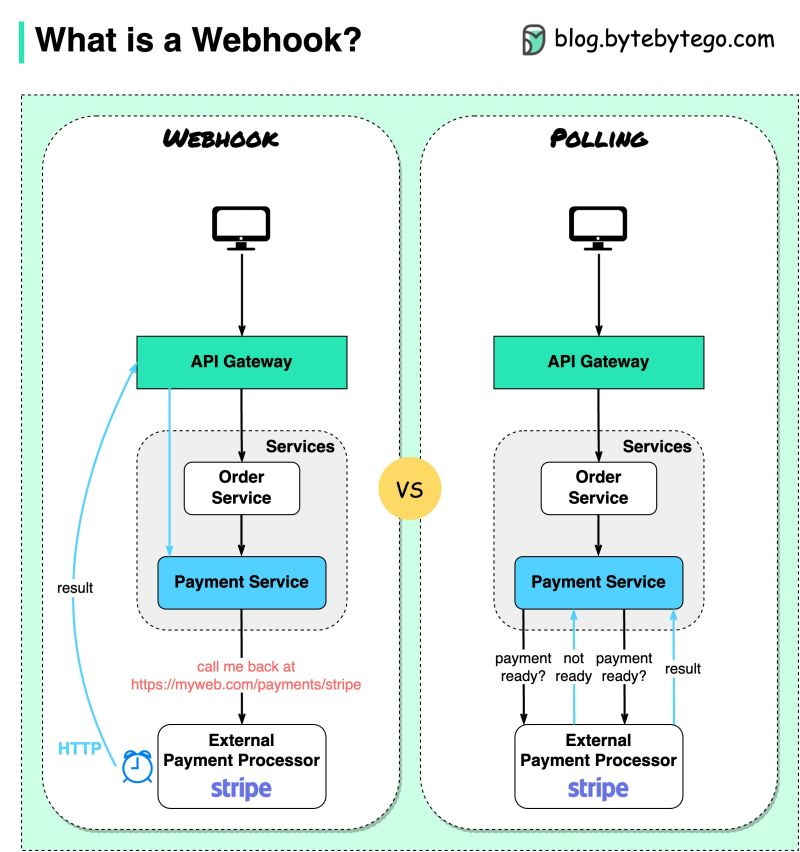 What is a Webhook?
blog.bytebytego.com
WEBHOOK
API Gateway
Services
Order
Service
Payment Service
result
call me back at
https://myweb.com/payments/stripe
HTTP
External
Payment Processor
stripe
VS
POLLING
API Gateway
Services
Order
Service
Payment Service
payment
ready?
not
ready
payment
ready?
result
External
Payment Processor
stripe